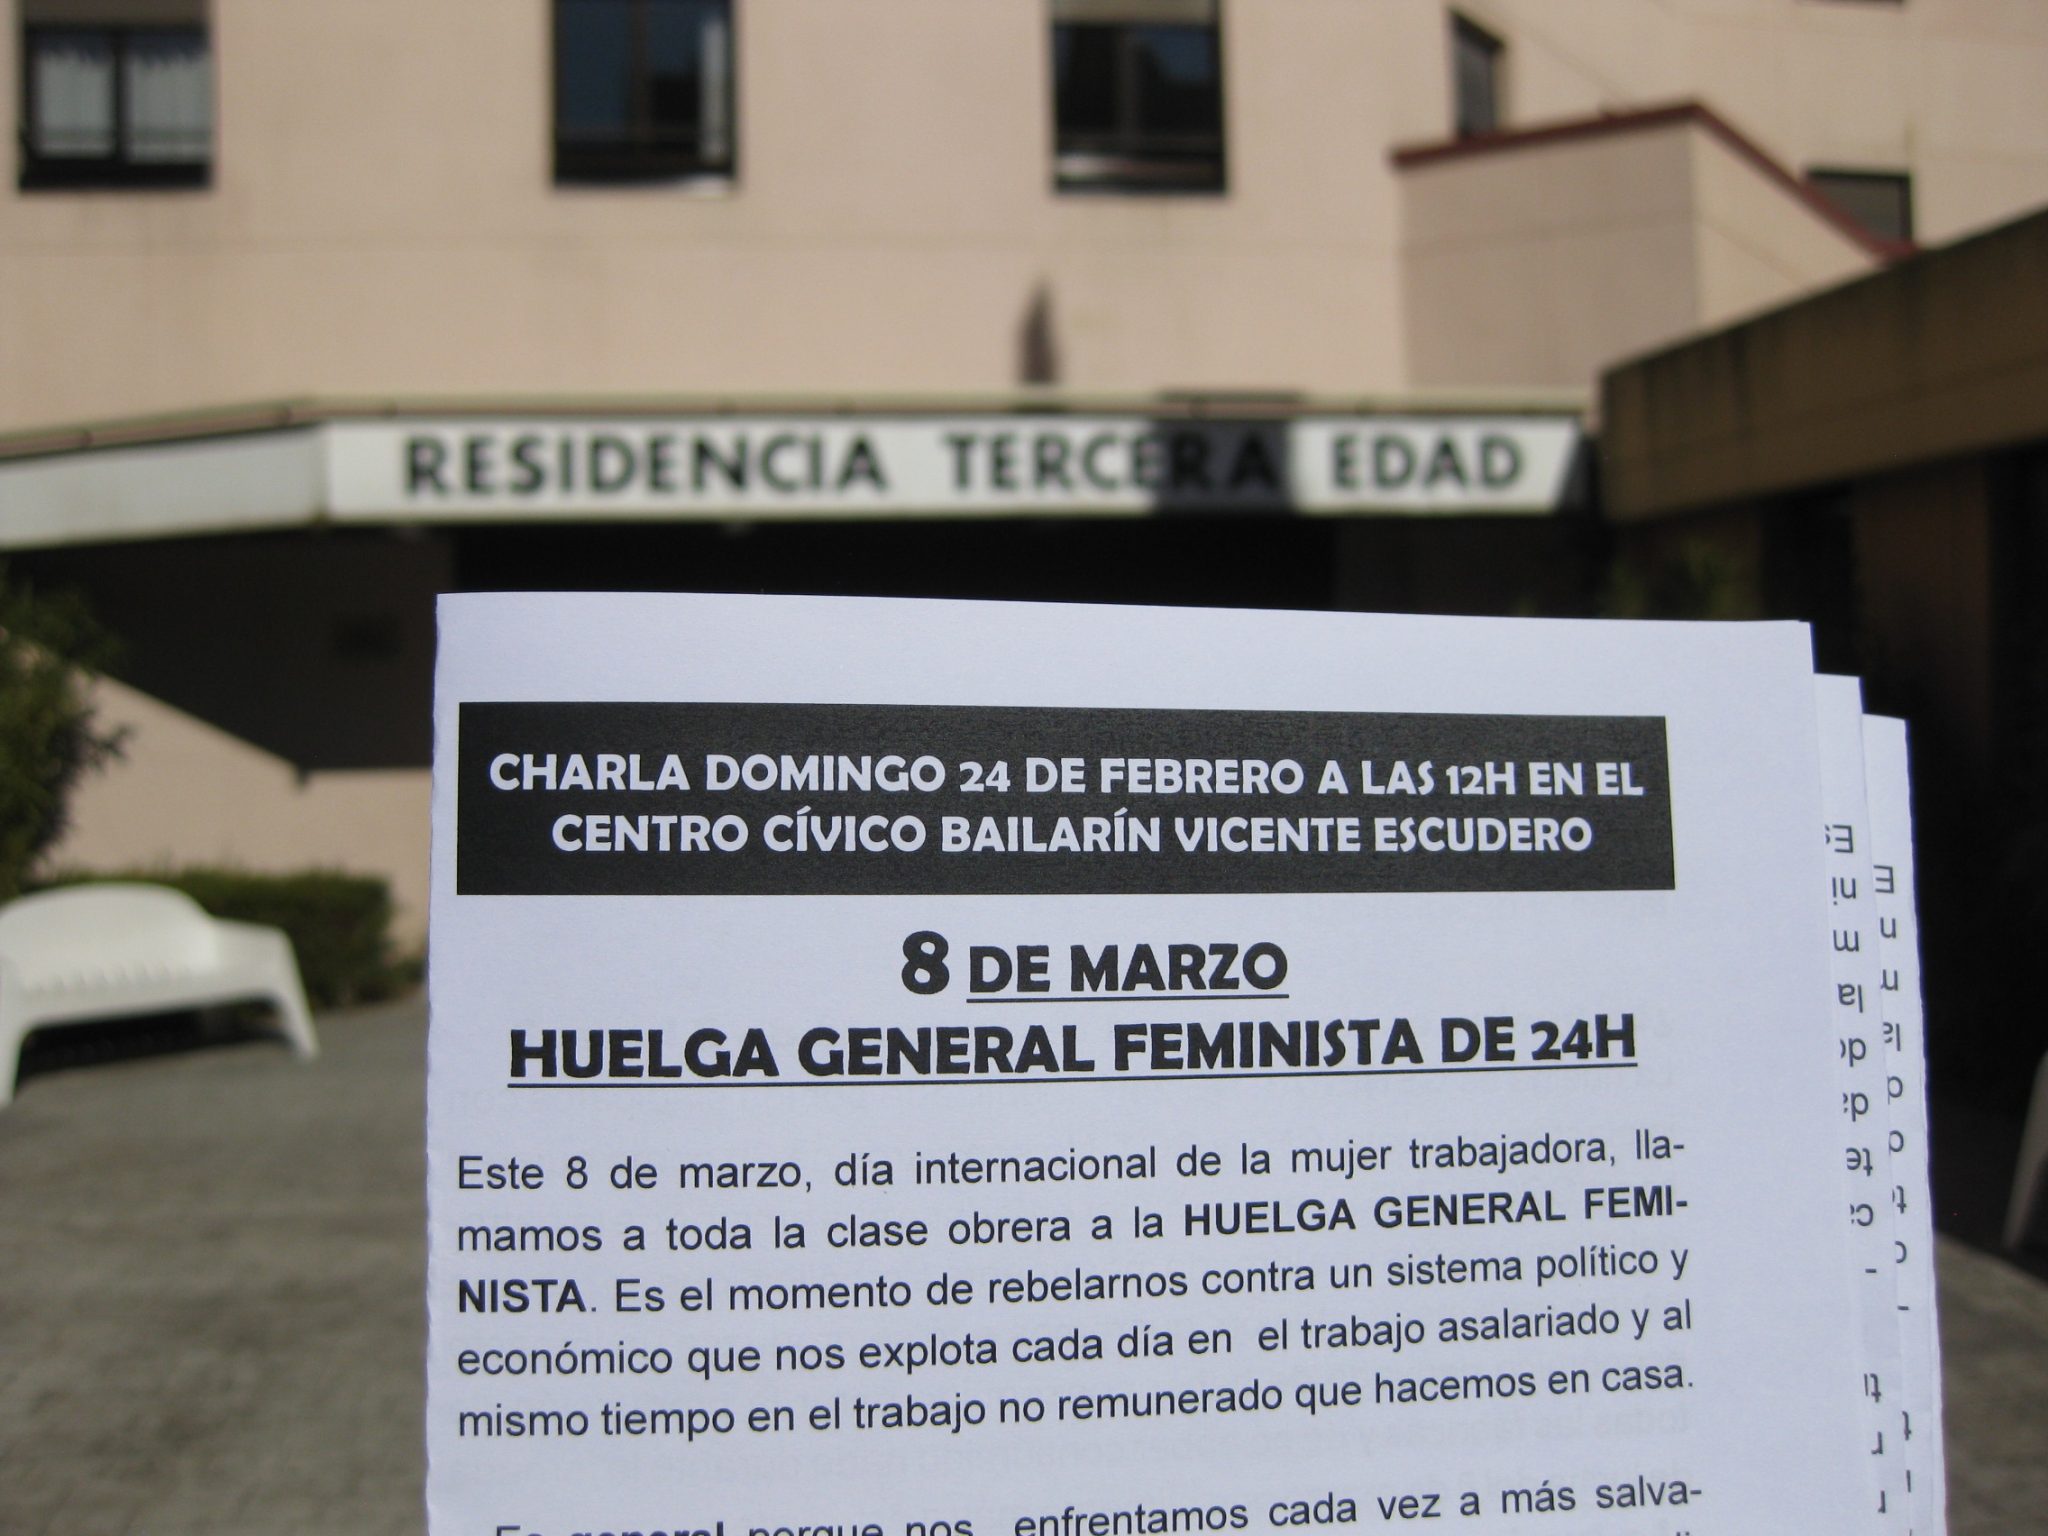 RESIDENCIA TERCERA EDAD
CHARLA DOMINGO 24 DE FEBRERO A LAS 12H EN EL
CENTRO CÍVICO BAILARÍN VICENTE ESCUDERO
8 DE MARZO
HUELGA GENERAL FEMINISTA DE 24H
Este 8 de marzo, día internacional de la mujer trabajadora, lla-
mamos a toda la clase obrera a la HUELGA GENERAL FEMI-
NISTA. Es el momento de rebelarnos contra un sistema político y
económico que nos explota cada día en el trabajo asalariado y al
mismo tiempo en el trabajo no remunerado que hacemos en casa.
Es general porque nos enfrentamos cada vez a más salva-